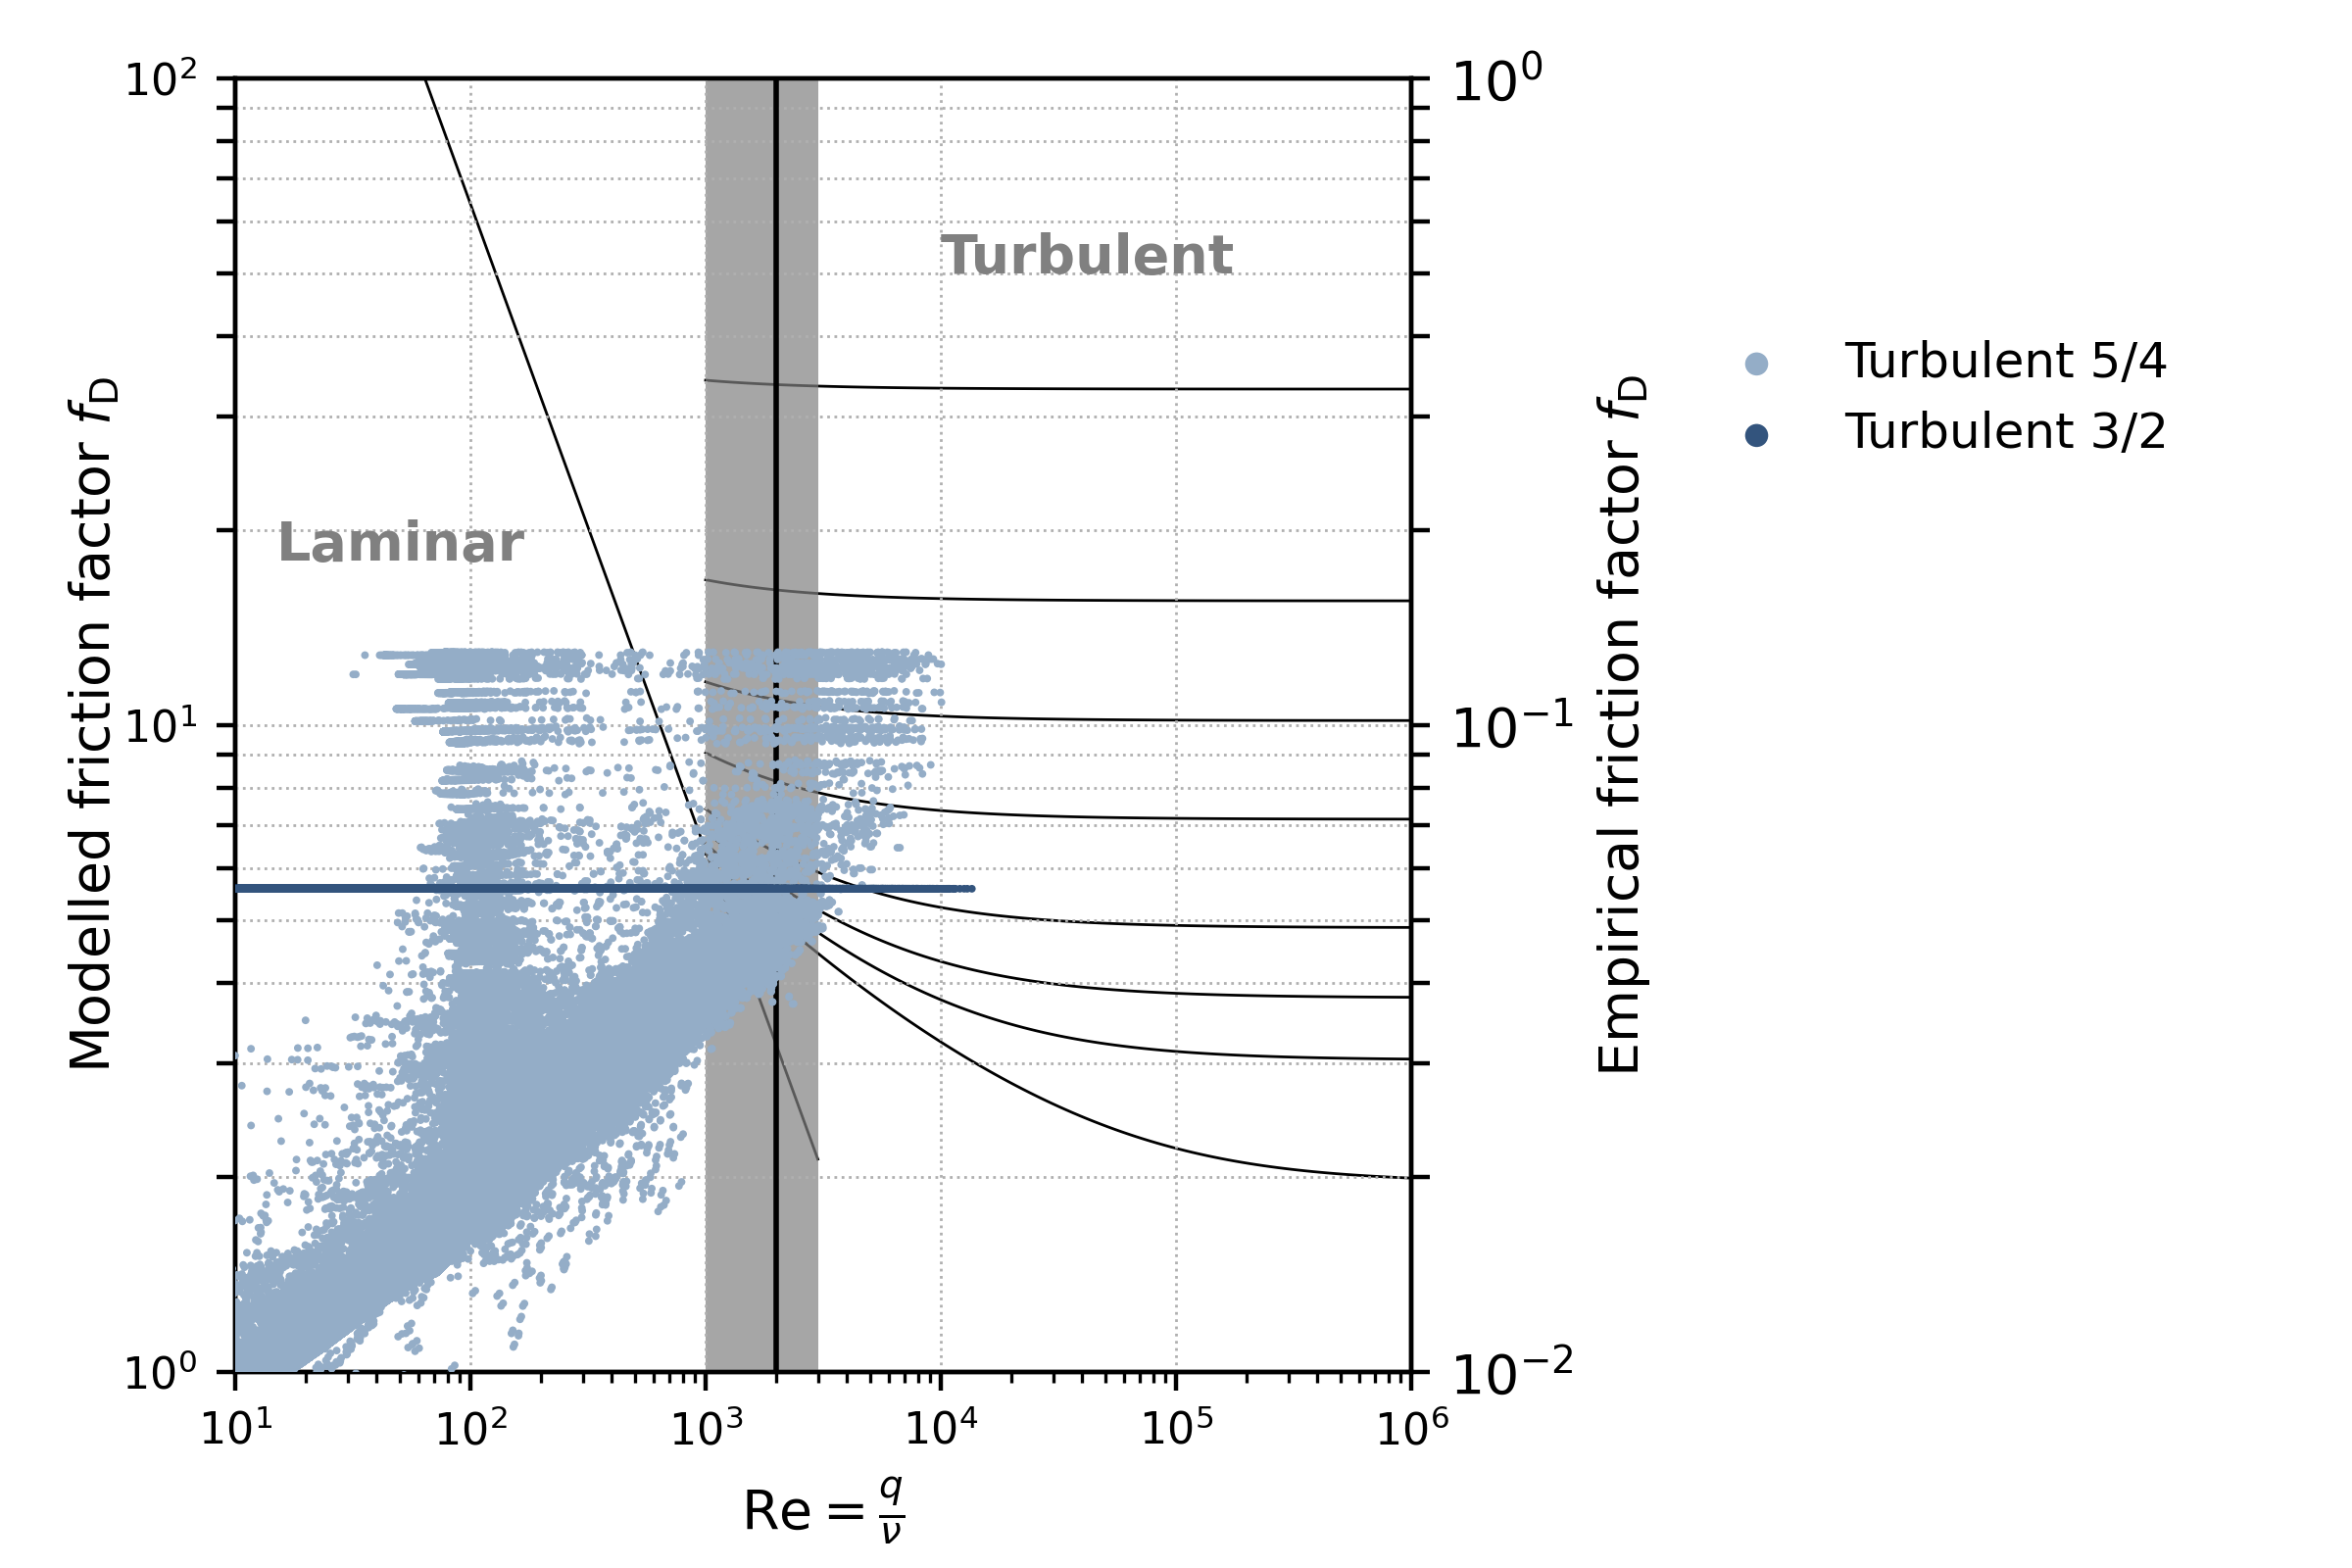 10² 10⁰
Turbulent
Turbulent 5/4
Turbulent 3/2
Modelled friction factor f_D
Empirical friction factor f_D
Laminar
10¹ 10⁻¹
10⁰ 10⁻²
10¹ 10² 10³ 10⁴ 10⁵ 10⁶
Re = q/ν